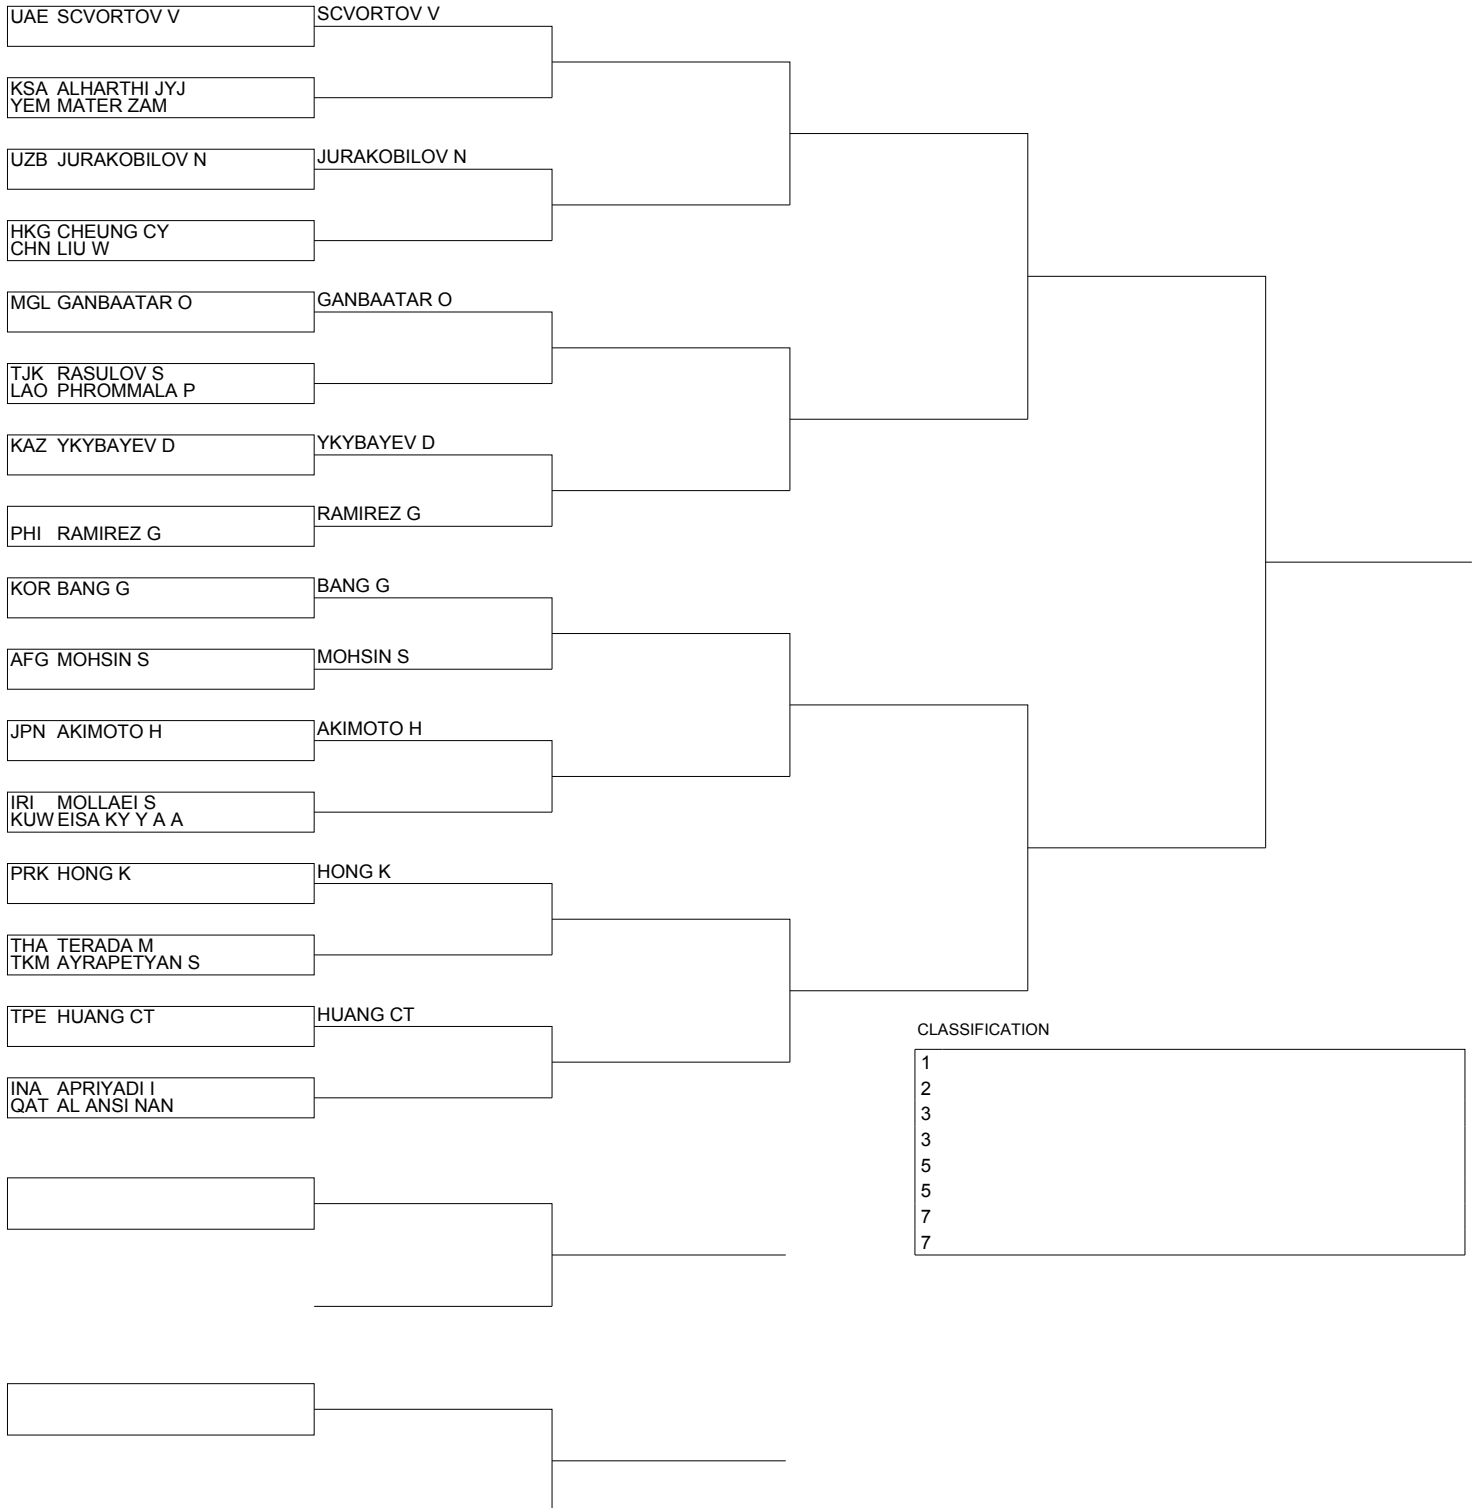 UAE SCVORTOV V SCVORTOV V
KSA ALHARTHI JYJ
YEM MATER ZAM
UZB JURAKOBILOV N JURAKOBILOV N
HKG CHEUNG CY
CHN LIU W
MGL GANBAATAR O GANBAATAR O
TJK RASULOV S
LAO PHROMMALA P
KAZ YKYBAYEV D YKYBAYEV D
RAMIREZ G
PHI RAMIREZ G
KOR BANG G BANG G
AFG MOHSIN S MOHSIN S
JPN AKIMOTO H AKIMOTO H
IRI MOLLAEI S
KUW EISA KY Y A A
PRK HONG K HONG K
THA TERADA M
TKM AYRAPETYAN S
TPE HUANG CT HUANG CT
INA APRIYADI I
QAT AL ANSI NAN
CLASSIFICATION
1
2
3
3
5
5
7
7